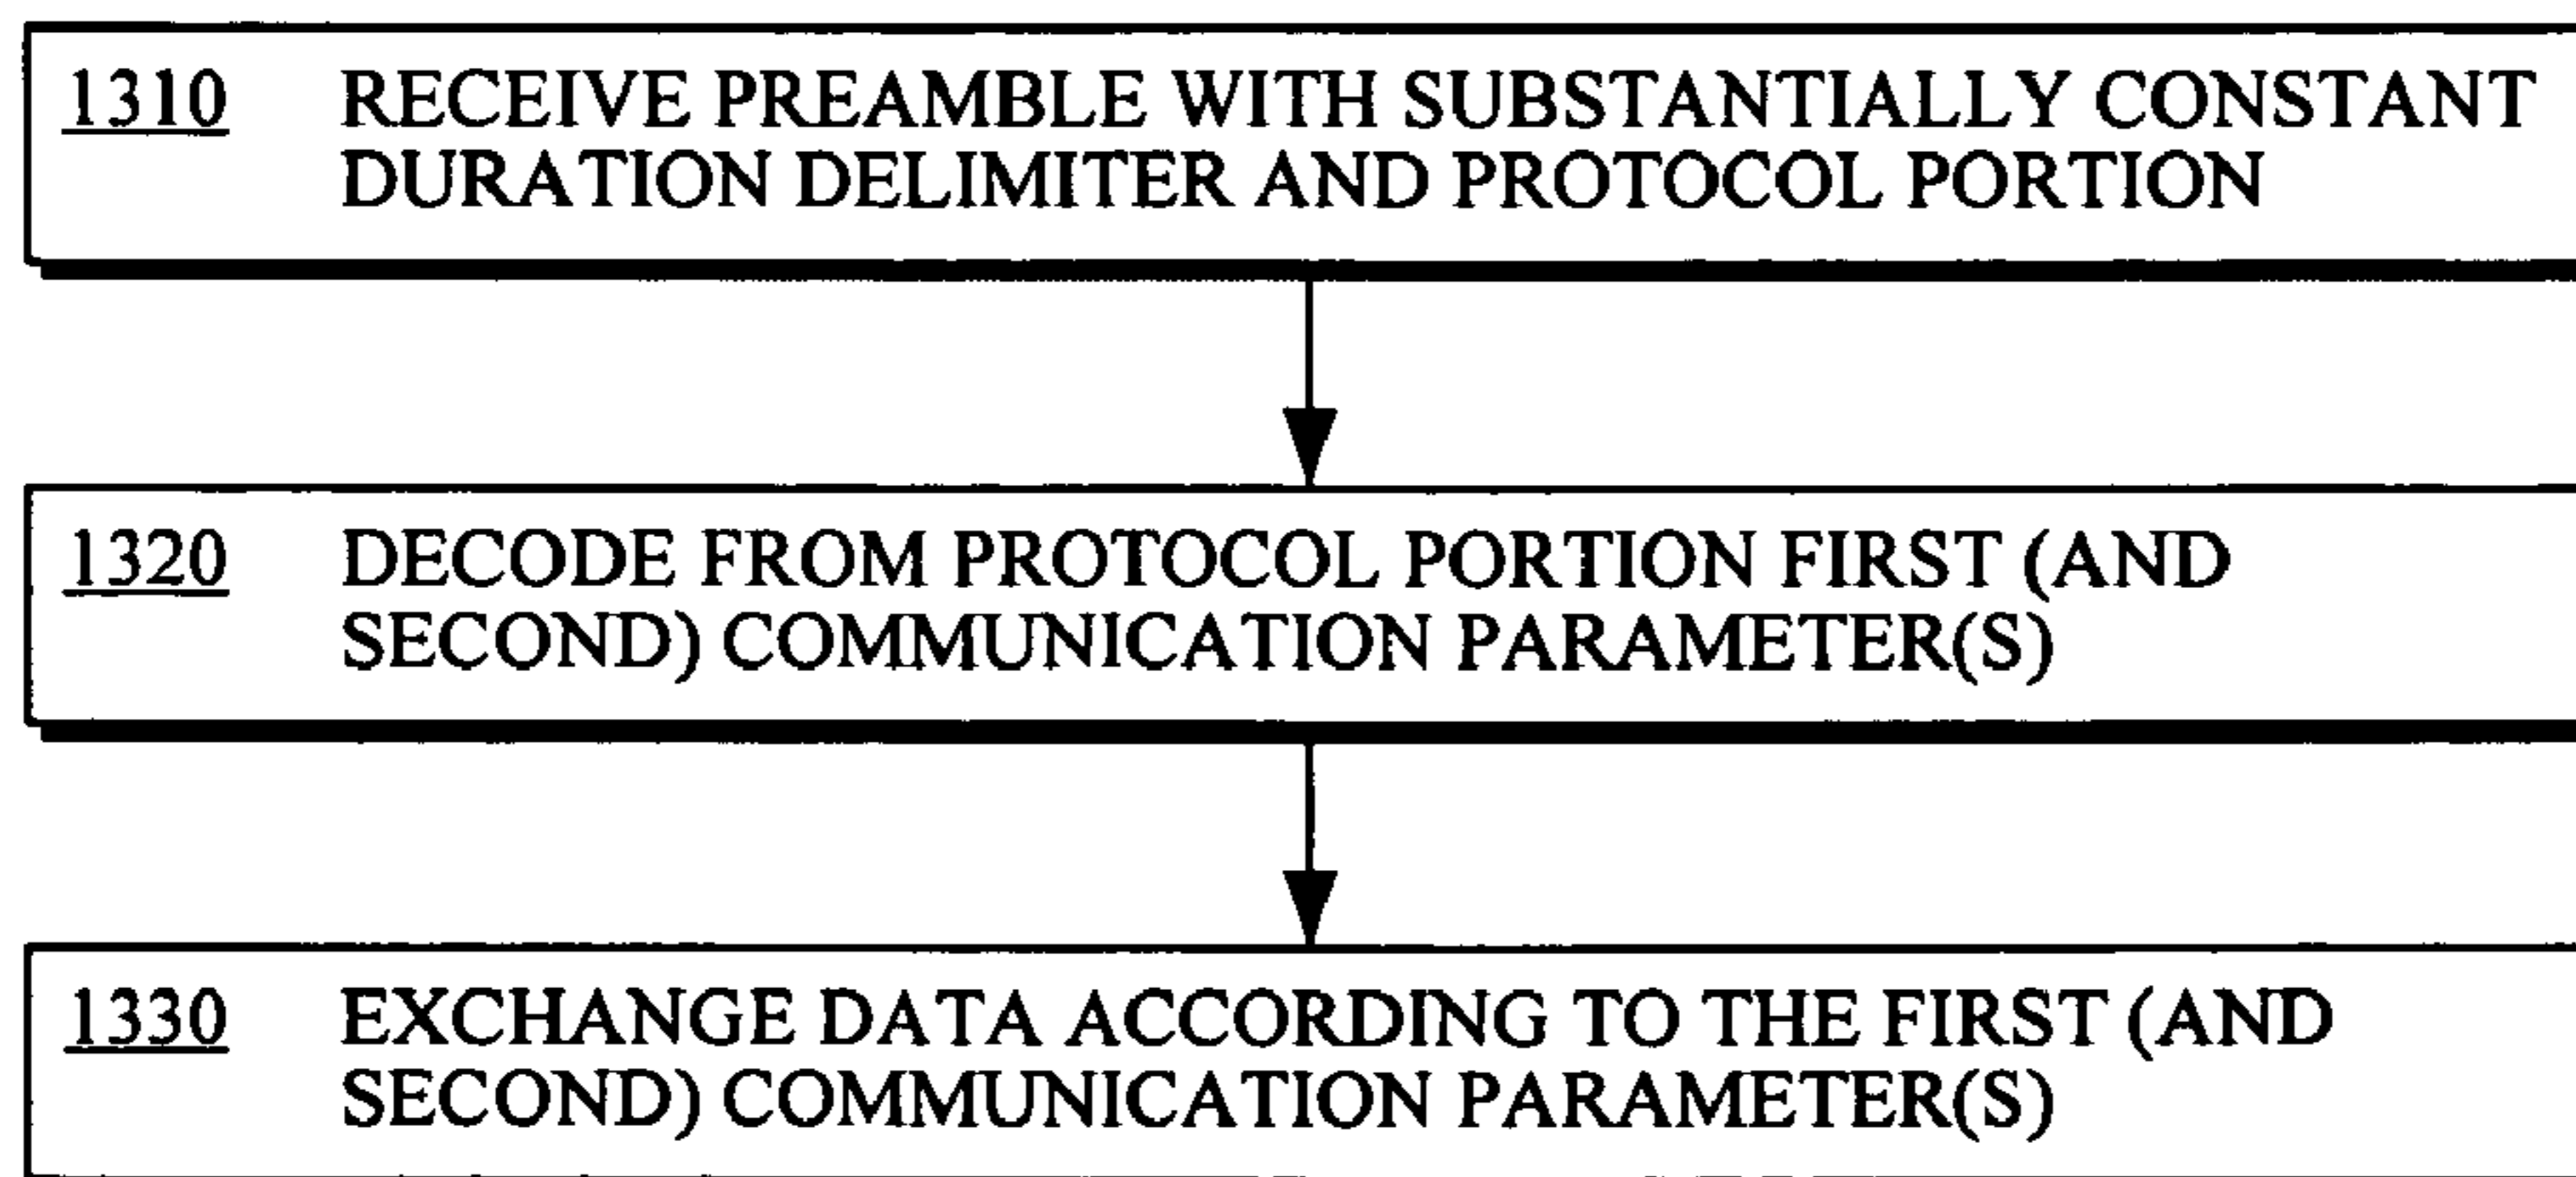 1310 RECEIVE PREAMBLE WITH SUBSTANTIALLY CONSTANT
DURATION DELIMITER AND PROTOCOL PORTION
1320 DECODE FROM PROTOCOL PORTION FIRST (AND
SECOND) COMMUNICATION PARAMETER(S)
1330 EXCHANGE DATA ACCORDING TO THE FIRST (AND
SECOND) COMMUNICATION PARAMETER(S)